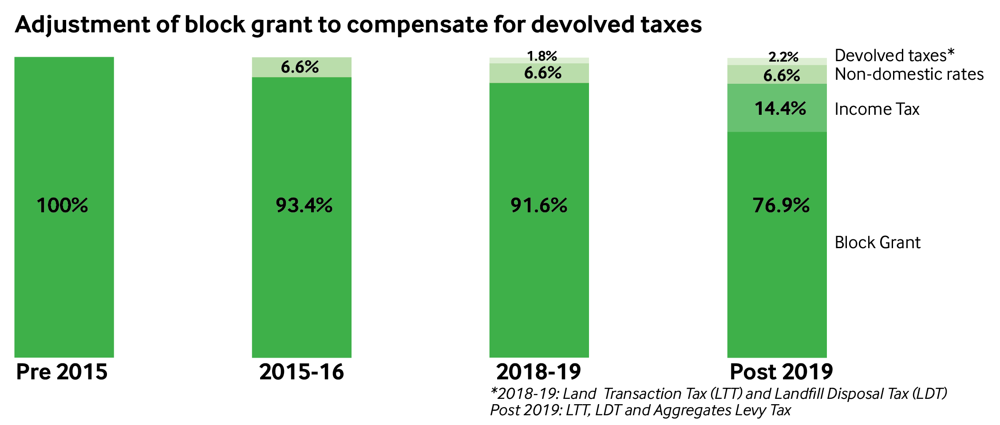 Adjustment of block grant to compensate for devolved taxes
100%
6.6%
93.4%
1.8%
6.6%
91.6%
2.2%
6.6%
14.4%
76.9%
Devolved taxes*
Non-domestic rates
Income Tax
Block Grant
Pre 2015
2015-16
2018-19
Post 2019
*2018-19: Land  Transaction Tax (LTT) and Landfill Disposal Tax (LDT)
Post 2019: LTT, LDT and Aggregates Levy Tax